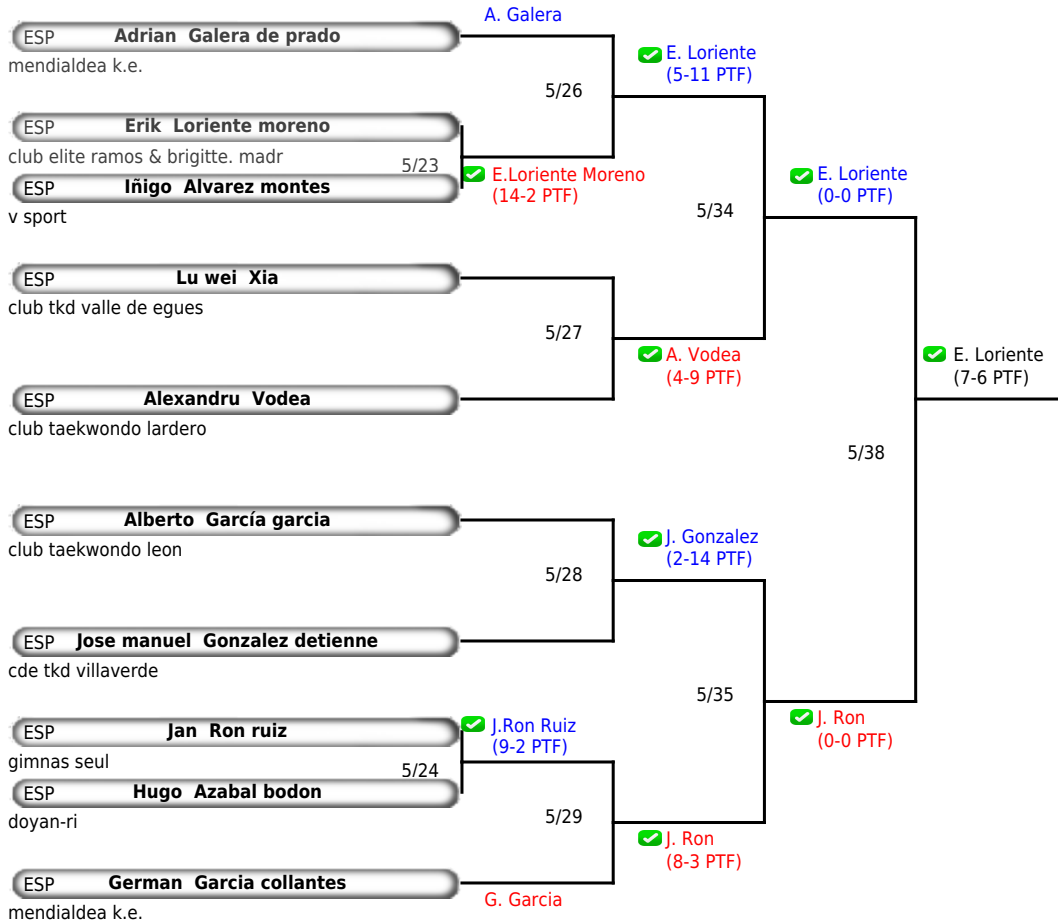 A. Galera
ESP Adrian Galera de prado
mendialdea k.e.
E. Loriente
(5-11 PTF)
5/26
ESP Erik Loriente moreno
club elite ramos & brigitte. madr
5/23
E.Loriente Moreno
(14-2 PTF)
ESP Iñigo Alvarez montes
v sport
E. Loriente
(0-0 PTF)
5/34
ESP Lu wei Xia
club tkd valle de egues
5/27
A. Vodea
(4-9 PTF)
E. Loriente
(7-6 PTF)
ESP Alexandru Vodea
club taekwondo lardero
5/38
ESP Alberto García garcia
club taekwondo leon
J. Gonzalez
(2-14 PTF)
5/28
ESP Jose manuel Gonzalez detienne
cde tkd villaverde
5/35
ESP Jan Ron ruiz
gimnas seul
J.Ron Ruiz
(9-2 PTF)
J. Ron
(0-0 PTF)
5/24
ESP Hugo Azabal bodon
doyan-ri
5/29
J. Ron
(8-3 PTF)
ESP German Garcia collantes
mendialdea k.e.
G. Garcia